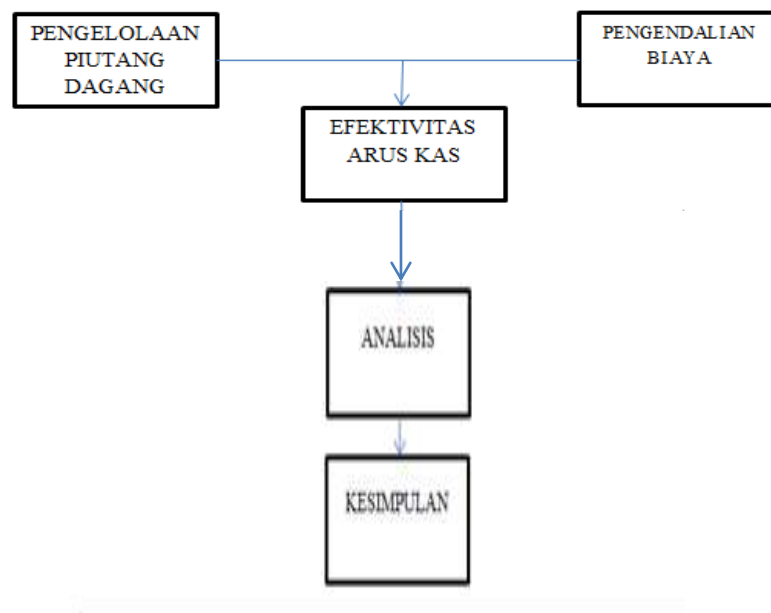 PENGELOLAAN
PIUTANG
DAGANG
PENGENDALIAN
BIAYA
EFEKTIVITAS
ARUS KAS
ANALISIS
KESIMPULAN